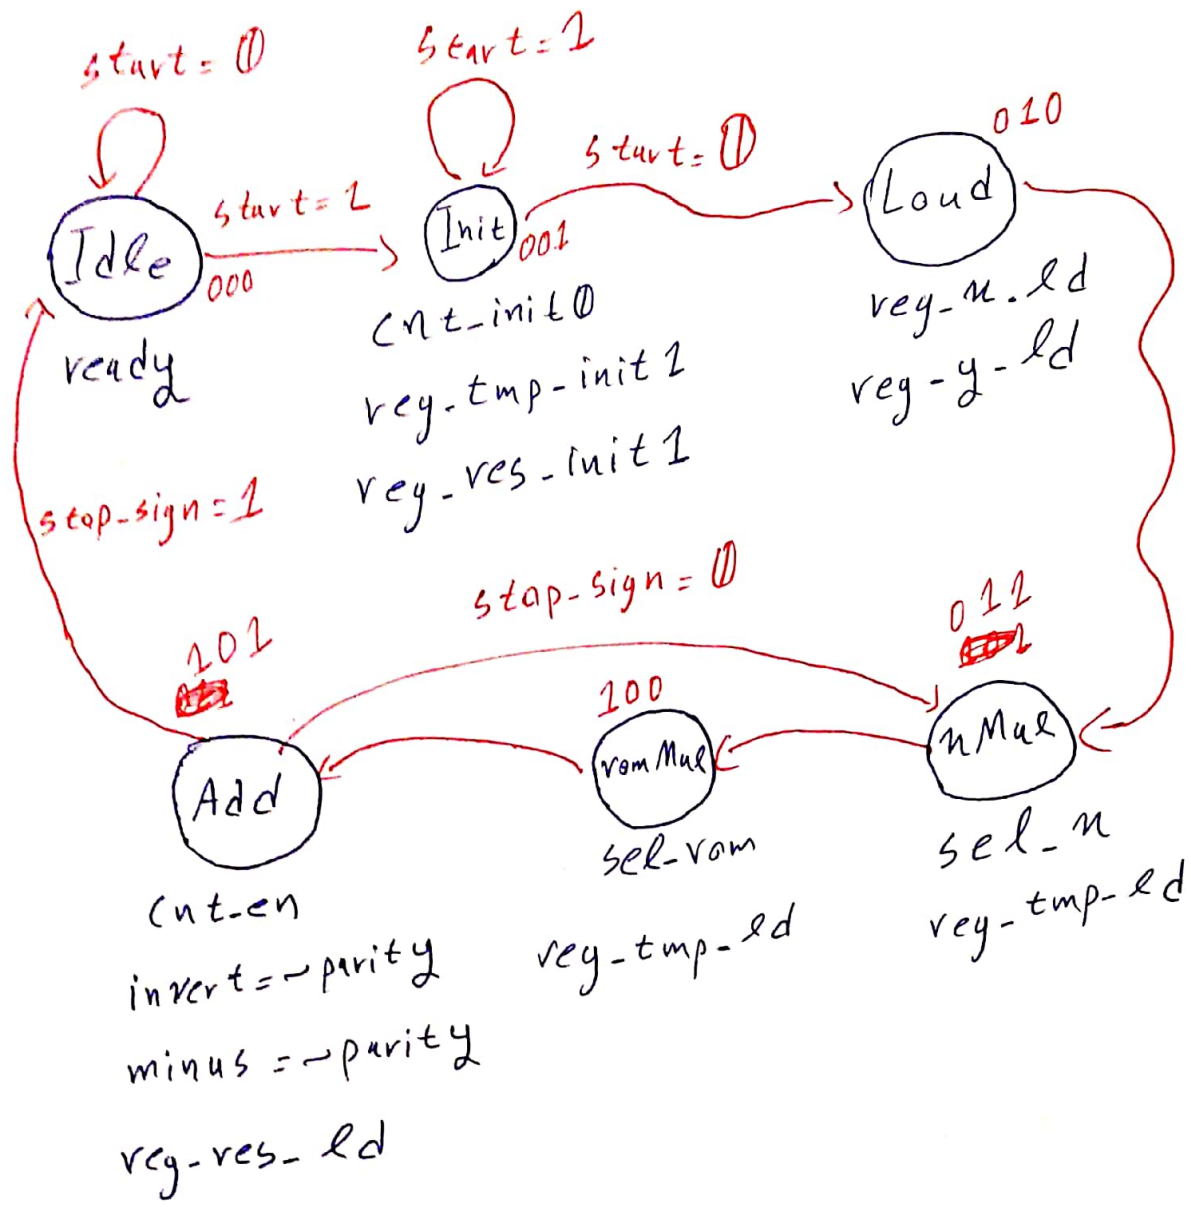 start=0
start=1
start=1
start=0
010
Idle
000
Init
001
Load
ready
cnt_init0
reg_tmp_init1
reg_res_init1
reg_x_ld
reg_y_ld
stop_sign=1
stop_sign=0
101
100
011
Add
romMul
xMul
cnt_en
invert=~parity
minus=~parity
reg_res_ld
sel_rom
reg_tmp_ld
sel_x
reg_tmp_ld